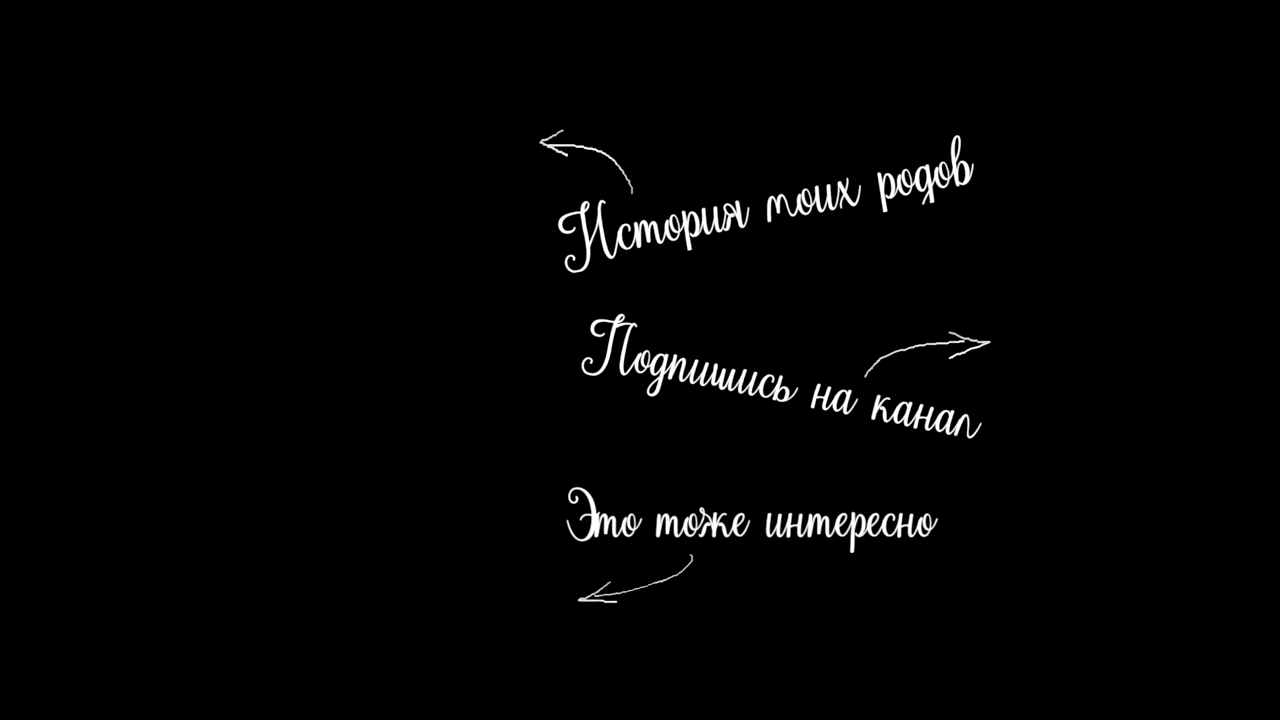 История моих родов
Подпишись на канал
Это тоже интересно